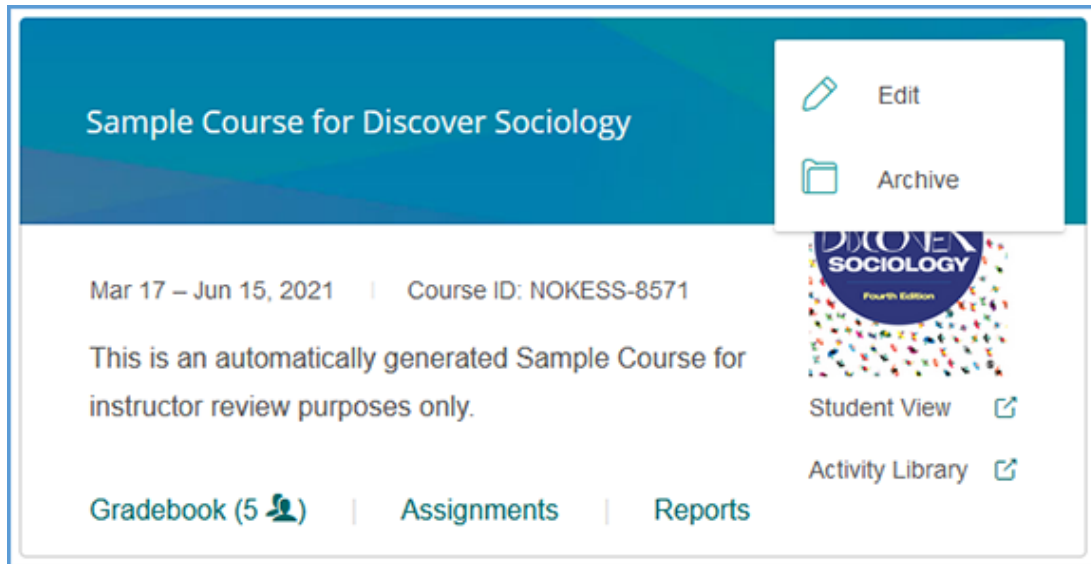 Edit
Sample Course for Discover Sociology
Archive
DISCOVER
SOCIOLOGY
Fourth Edition
Mar 17 – Jun 15, 2021 | Course ID: NOKESS-8571
This is an automatically generated Sample Course for
instructor review purposes only.
Student View
Activity Library
Gradebook (5 ) | Assignments | Reports